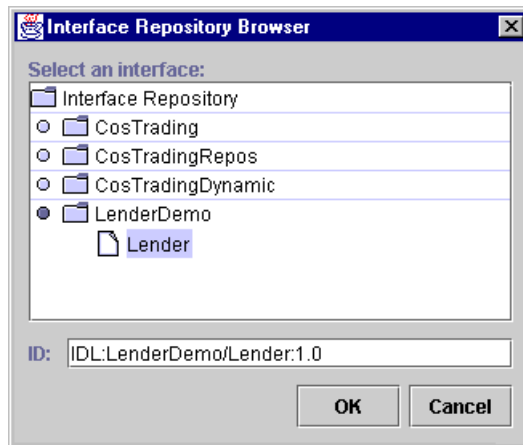 Interface Repository Browser
Select an interface:
Interface Repository
CosTrading
CosTradingRepos
CosTradingDynamic
LenderDemo
Lender
ID: IDL:LenderDemo/Lender:1.0
OK Cancel